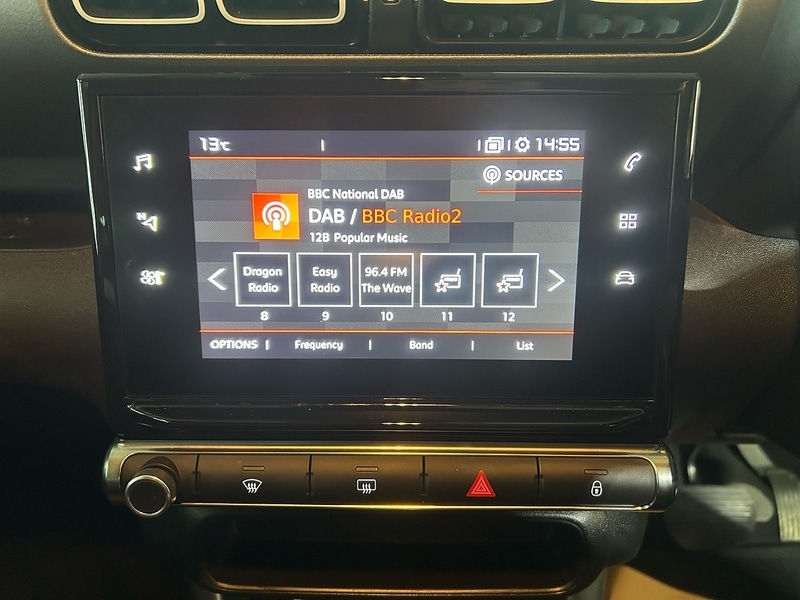 13°C
14:55
SOURCES
BBC National DAB
DAB / BBC Radio2
12B Popular Music
Dragon Radio
Easy Radio
96.4 FM The Wave
8 9 10 11 12
OPTIONS Frequency Band List
N